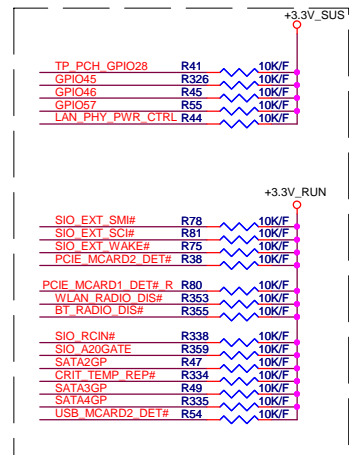 +3.3V_SUS
TP_PCH_GPIO28 R41 10K/F
GPIO45 R326 10K/F
GPIO46 R45 10K/F
GPIO57 R55 10K/F
LAN_PHY_PWR_CTRL R44 10K/F
+3.3V_RUN
SIO_EXT_SMI# R78 10K/F
SIO_EXT_SCI# R81 10K/F
SIO_EXT_WAKE# R75 10K/F
PCIE_MCARD2_DET# R38 10K/F
PCIE_MCARD1_DET#_R R80 10K/F
WLAN_RADIO_DIS# R353 10K/F
BT_RADIO_DIS# R355 10K/F
SIO_RCIN# R338 10K/F
SIO_A20GATE R359 10K/F
SATA2GP R47 10K/F
CRIT_TEMP_REP# R334 10K/F
SATA3GP R49 10K/F
SATA4GP R335 10K/F
USB_MCARD2_DET# R54 10K/F